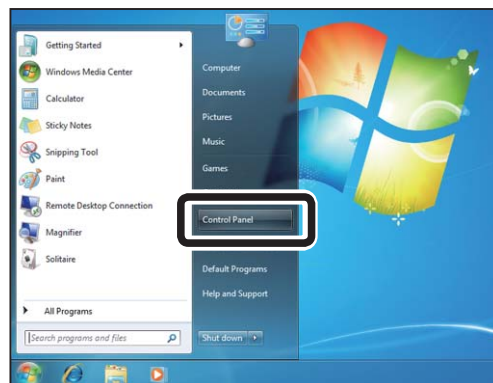 Getting Started
Windows Media Center
Calculator
Sticky Notes
Snipping Tool
Paint
Remote Desktop Connection
Magnifier
Solitaire
All Programs
Search programs and files
Computer
Documents
Pictures
Music
Games
Control Panel
Default Programs
Help and Support
Shut down